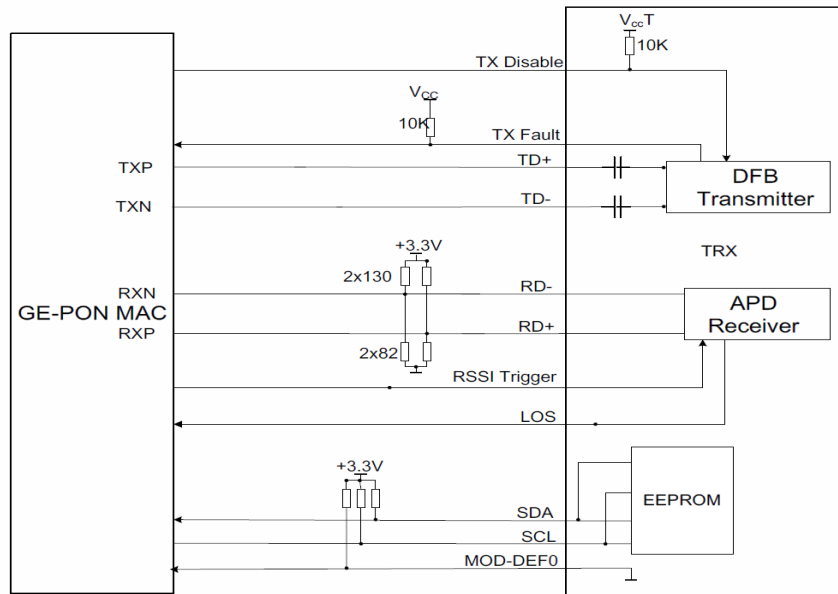 VccT
10K
TX Disable
VCC
10K
TX Fault
TXP
TD+
DFB
Transmitter
TXN
TD-
+3.3V
TRX
2x130
RXN
RD-
GE-PON MAC
APD
Receiver
RXP
RD+
2x82
RSSI Trigger
LOS
+3.3V
EEPROM
SDA
SCL
MOD-DEF0